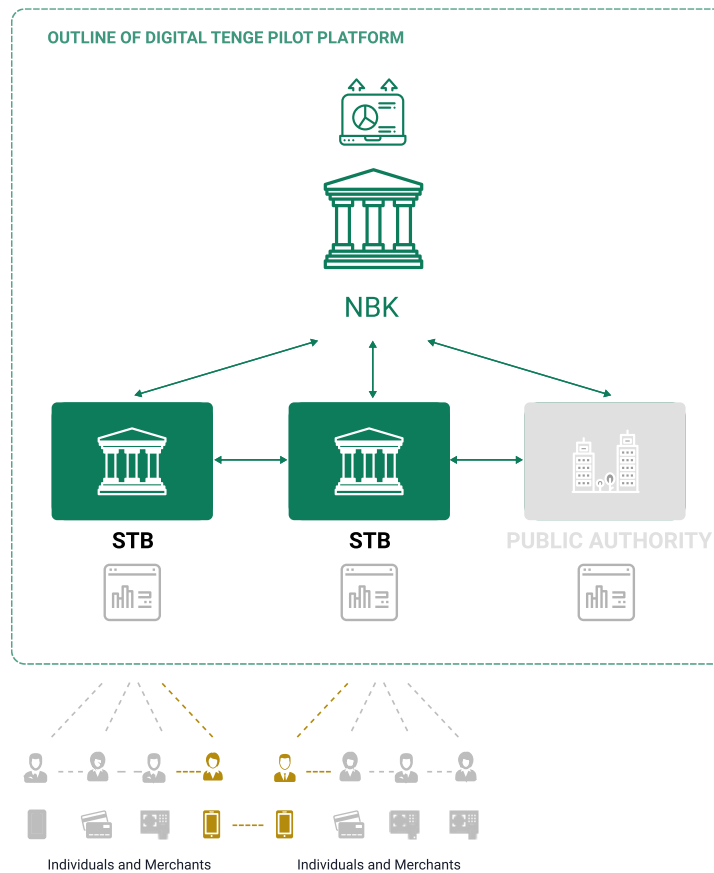 OUTLINE OF DIGITAL TENGE PILOT PLATFORM
NBK
STB
STB
PUBLIC AUTHORITY
Individuals and Merchants
Individuals and Merchants